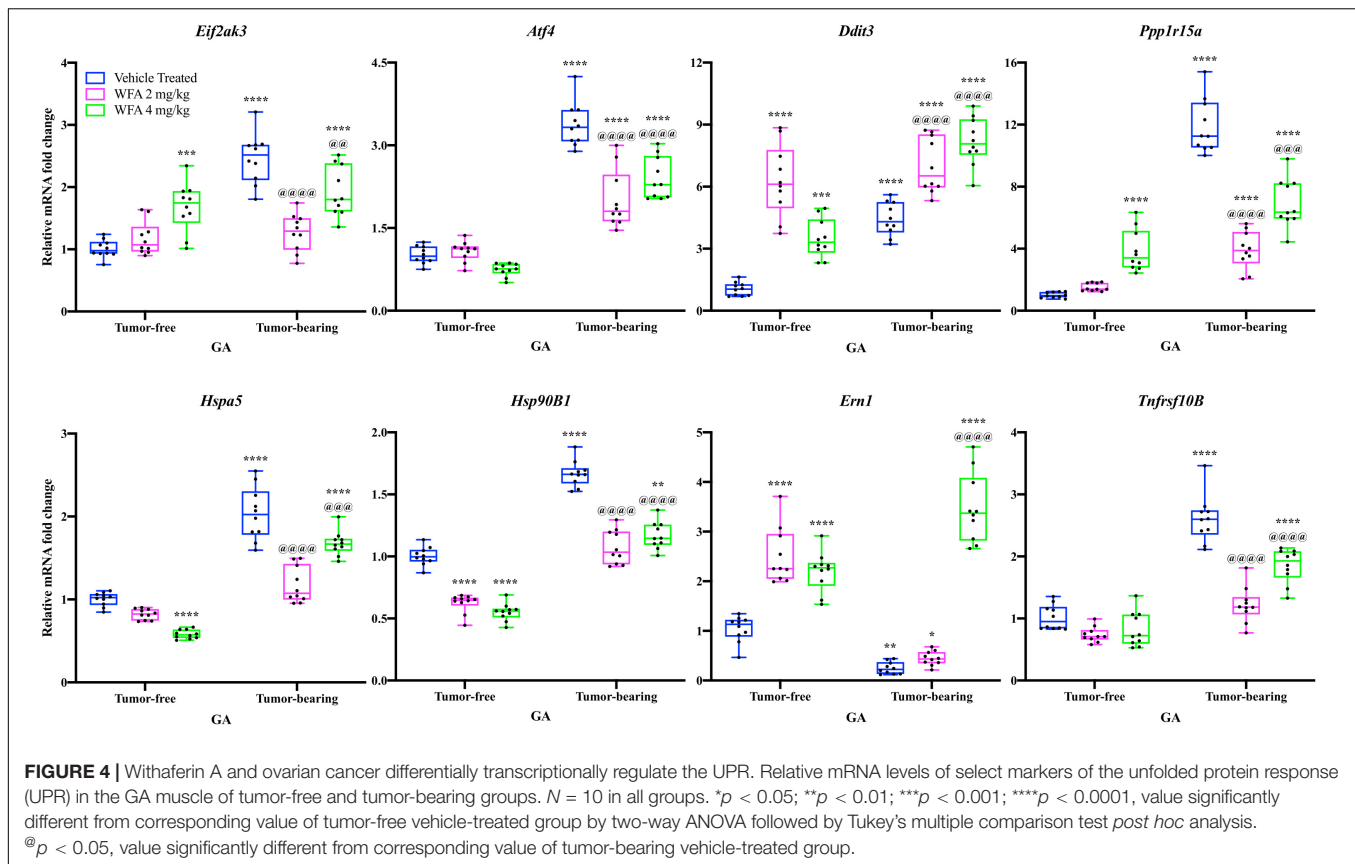 Eif2ak3
Atf4
Ddit3
Ppp1r15a
Vehicle Treated
WFA 2 mg/kg
WFA 4 mg/kg
Relative mRNA fold change
4
3
2
1
0
***
****
@@@@
****
@@
Tumor-free
Tumor-bearing
GA
4.5
3.0
1.5
0.0
****
****
@@@@
****
@@@@
Tumor-free
Tumor-bearing
GA
12
9
6
3
0
****
***
****
****
@@@@
****
@@@@
Tumor-free
Tumor-bearing
GA
16
12
8
4
0
****
****
****
@@@@
****
@@@
Tumor-free
Tumor-bearing
GA
Hspa5
Hsp90B1
Ern1
Tnfrsf10B
Relative mRNA fold change
3
2
1
0
****
****
@@@@
****
@@@
Tumor-free
Tumor-bearing
GA
2.0
1.5
1.0
0.5
0.0
****
****
****
@@@@
**
@@@@
Tumor-free
Tumor-bearing
GA
5
4
3
2
1
0
****
****
**
*
****
@@@@
Tumor-free
Tumor-bearing
GA
4
3
2
1
0
****
@@@@
****
@@@@
Tumor-free
Tumor-bearing
GA
FIGURE 4 | Withaferin A and ovarian cancer differentially transcriptionally regulate the UPR. Relative mRNA levels of select markers of the unfolded protein response
(UPR) in the GA muscle of tumor-free and tumor-bearing groups. N = 10 in all groups. *p < 0.05; **p < 0.01; ***p < 0.001; ****p < 0.0001, value significantly
different from corresponding value of tumor-free vehicle-treated group by two-way ANOVA followed by Tukey's multiple comparison test post hoc analysis.
@p < 0.05, value significantly different from corresponding value of tumor-bearing vehicle-treated group.